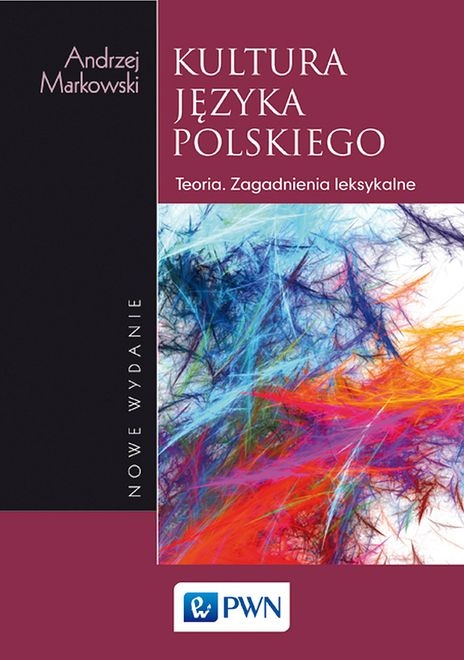 Andrzej
Markowski
KULTURA
JĘZYKA
POLSKIEGO
Teoria. Zagadnienia leksykalne
NOWE WYDANIE
PWN